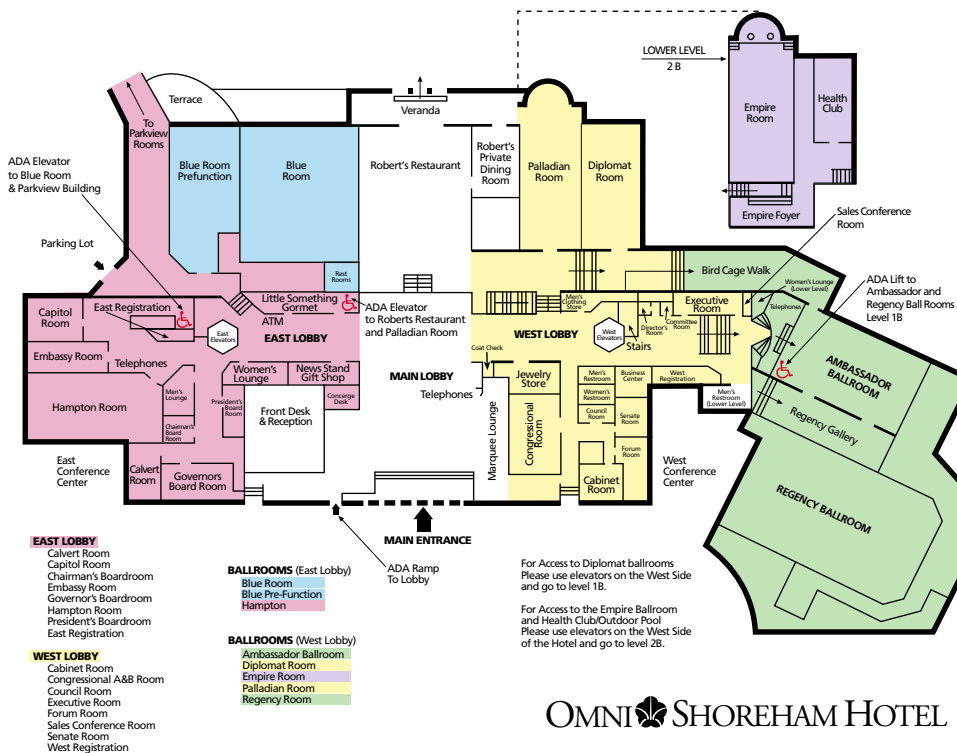 LOWER LEVEL
2 B
Terrace
Veranda
To
Parkview
Rooms
Empire
Room
Health
Club
ADA Elevator
to Blue Room
& Parkview Building
Blue Room
Prefunction
Blue
Room
Robert's Restaurant
Robert's
Private
Dining
Room
Palladian
Room
Diplomat
Room
Empire Foyer
Sales Conference
Room
Parking Lot
Rest
Rooms
Bird Cage Walk
Women's Lounge
(Lower Level)
ADA Lift to
Ambassador and
Regency Ball Rooms
Level 1B
Capitol
Room
East Registration
Little Something
Gormet
ATM
ADA Elevator
to Roberts Restaurant
and Palladian Room
Men's
Clothing
Store
Executive
Room
Telephones
East
Elevators
EAST LOBBY
WEST LOBBY
West
Elevators
Stairs
Director's
Room
Committee
Room
Embassy Room
Telephones
Coat Check
MAIN LOBBY
Telephones
Women's
Lounge
News Stand
Gift Shop
Jewelry
Store
Men's
Restroom
Business
Center
West
Registration
AMBASSADOR
BALLROOM
Hampton Room
Men's
Lounge
President's
Board
Room
Concerge
Desk
Women's
Restroom
Men's
Restroom
(Lower Level)
Chairman's
Board
Room
Front Desk
& Reception
Marquee Lounge
Congressional
Room
Council
Room
Senate
Room
Regency Gallery
Forum
Room
East
Conference
Center
Calvert
Room
Governors
Board Room
Cabinet
Room
West
Conference
Center
REGENCY BALLROOM
MAIN ENTRANCE
ADA Ramp
To Lobby
EAST LOBBY
Calvert Room
Capitol Room
Chairman's Boardroom
Embassy Room
Governor's Boardroom
Hampton Room
President's Boardroom
East Registration
WEST LOBBY
Cabinet Room
Congressional A&B Room
Council Room
Executive Room
Forum Room
Sales Conference Room
Senate Room
West Registration
BALLROOMS (East Lobby)
Blue Room
Blue Pre-Function
Hampton
BALLROOMS (West Lobby)
Ambassador Ballroom
Diplomat Room
Empire Room
Palladian Room
Regency Room
For Access to Diplomat ballrooms
Please use elevators on the West Side
and go to level 1B.
For Access to the Empire Ballroom
and Health Club/Outdoor Pool
Please use elevators on the West Side
of the Hotel and go to level 2B.
OMNI SHOREHAM HOTEL